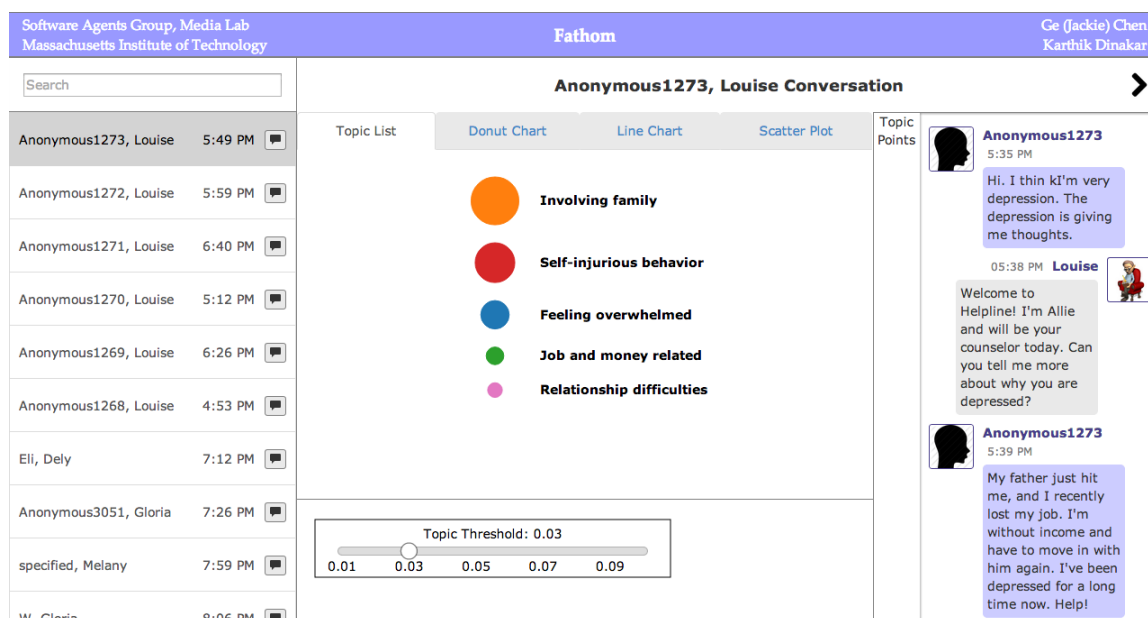 Software Agents Group, Media Lab
Massachusetts Institute of Technology
Fathom
Ge (Jackie) Chen
Karthik Dinakar
Search
Anonymous1273, Louise 5:49 PM
Anonymous1272, Louise 5:59 PM
Anonymous1271, Louise 6:40 PM
Anonymous1270, Louise 5:12 PM
Anonymous1269, Louise 6:26 PM
Anonymous1268, Louise 4:53 PM
Eli, Dely 7:12 PM
Anonymous3051, Gloria 7:26 PM
specified, Melany 7:59 PM
W, Gloria 8:06 PM
Anonymous1273, Louise Conversation
Topic List
Donut Chart
Line Chart
Scatter Plot
Involving family
Self-injurious behavior
Feeling overwhelmed
Job and money related
Relationship difficulties
Topic Threshold: 0.03
0.01 0.03 0.05 0.07 0.09
Topic
Points
Anonymous1273
5:35 PM
Hi. I thin kI'm very
depression. The
depression is giving
me thoughts.
05:38 PM Louise
Welcome to
Helpline! I'm Allie
and will be your
counselor today. Can
you tell me more
about why you are
depressed?
Anonymous1273
5:39 PM
My father just hit
me, and I recently
lost my job. I'm
without income and
have to move in with
him again. I've been
depressed for a long
time now. Help!